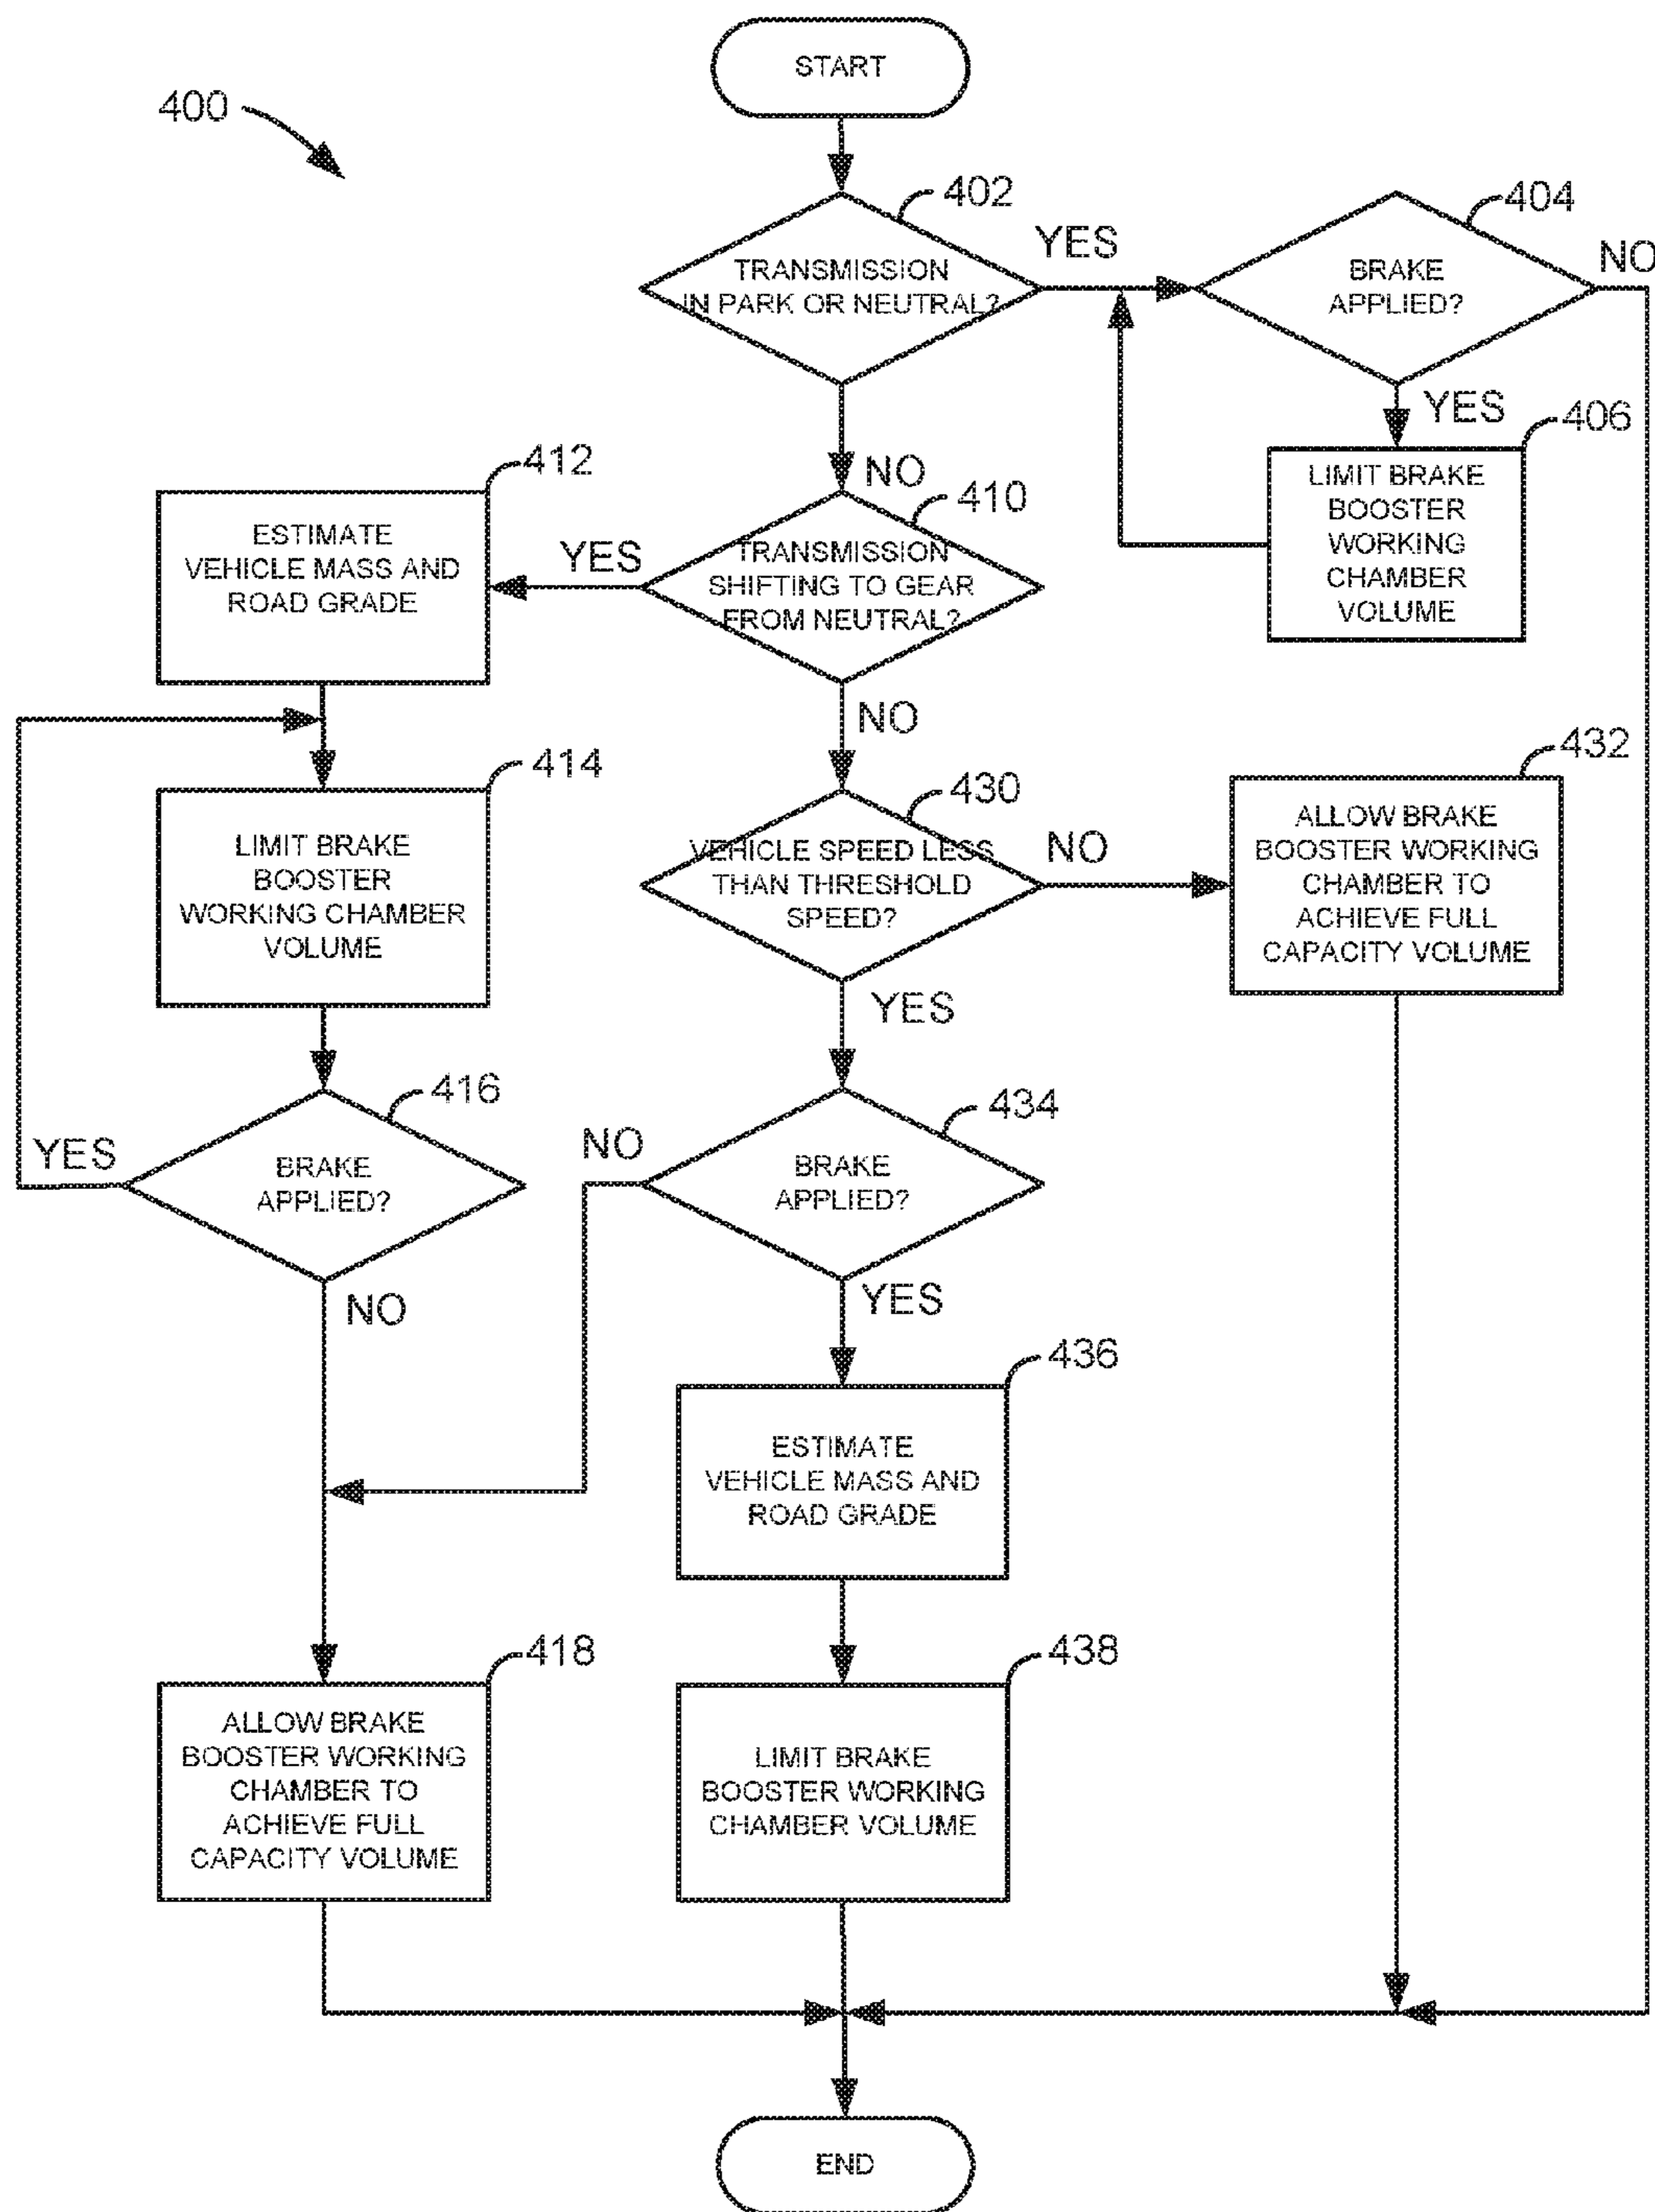 START
400
402
404
YES
NO
TRANSMISSION
IN PARK OR NEUTRAL?
BRAKE
APPLIED?
YES
406
LIMIT BRAKE
BOOSTER
WORKING
CHAMBER
VOLUME
NO
412
410
ESTIMATE
VEHICLE MASS AND
ROAD GRADE
YES
TRANSMISSION
SHIFTING TO GEAR
FROM NEUTRAL?
NO
414
430
432
LIMIT BRAKE
BOOSTER
WORKING CHAMBER
VOLUME
VEHICLE SPEED LESS
THAN THRESHOLD
SPEED?
NO
ALLOW BRAKE
BOOSTER WORKING
CHAMBER TO
ACHIEVE FULL
CAPACITY VOLUME
YES
416
434
YES
BRAKE
APPLIED?
NO
NO
BRAKE
APPLIED?
YES
436
ESTIMATE
VEHICLE MASS AND
ROAD GRADE
418
438
ALLOW BRAKE
BOOSTER WORKING
CHAMBER TO
ACHIEVE FULL
CAPACITY VOLUME
LIMIT BRAKE
BOOSTER WORKING
CHAMBER VOLUME
END